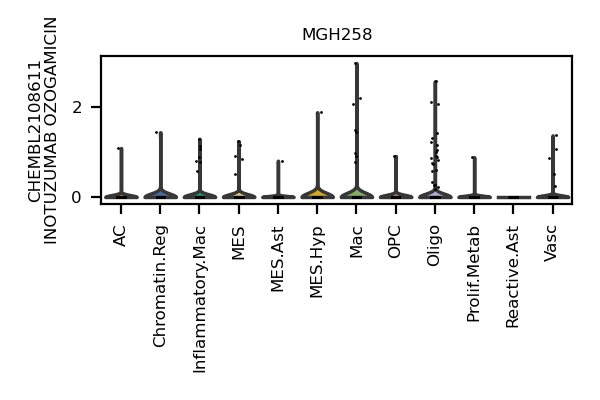 MGH258
CHEMBL2108611
INOTUZUMAB OZOGAMICIN
2
0
AC
Chromatin.Reg
Inflammatory.Mac
MES
MES.Ast
MES.Hyp
Mac
OPC
Oligo
Prolif.Metab
Reactive.Ast
Vasc